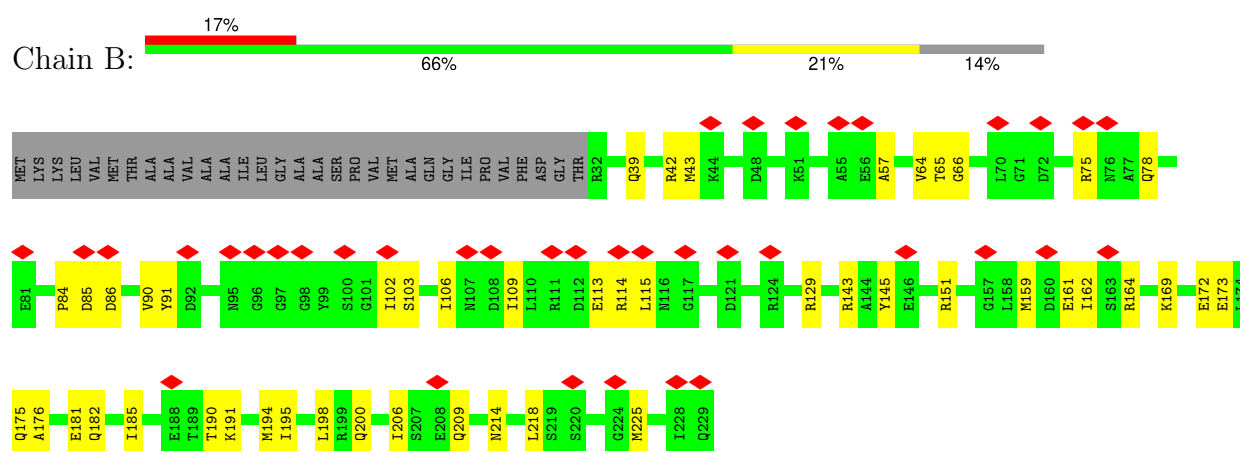 17%
Chain B:
66% 21% 14%
MET LYS LYS LEU VAL MET THR ALA ALA VAL ALA ALA ILE LEU GLY ALA ALA SER PRO VAL MET ALA GLN GLY ILE PRO VAL PHE ASP GLY THR R32 Q39 R42 M43 K44 D48 K51 A55 E56 A57 V64 T65 G66 L70 G71 D72 R75 N76 A77 Q78
E81 P84 D85 D86 V90 Y91 D92 N95 G96 G97 G98 Y99 S100 G101 I102 S103 I106 N107 D108 I109 L110 R111 D112 E113 R114 L115 N116 G117 D121 R124 R129 R143 A144 Y145 E146 R151 G157 L158 M159 D160 E161 I162 S163 R164 K169 E172 E173 L174
Q175 A176 E181 Q182 I185 E188 T189 T190 K191 M194 I195 L198 R199 Q200 I206 S207 E208 Q209 N214 L218 S219 S220 G224 M225 I228 Q229